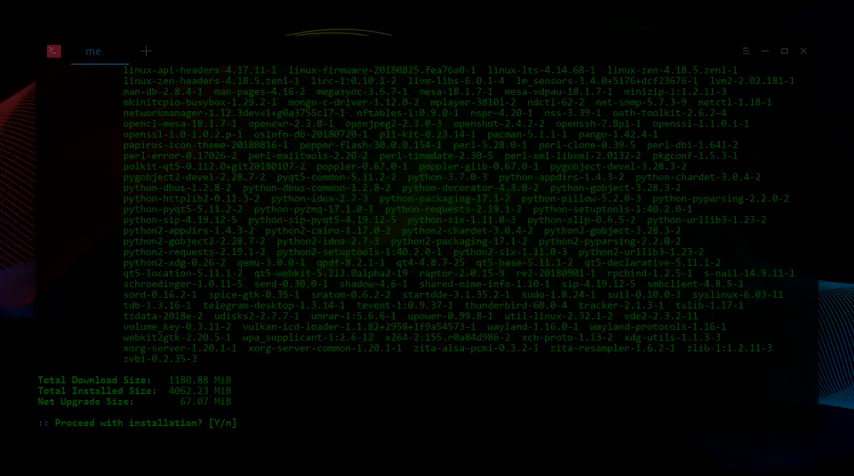 me
linux-api-headers-4.17.11-1  linux-firmware-20180825.fea76a0-1  linux-lts-4.14.68-1  linux-zen-4.18.5.zen1-1
linux-zen-headers-4.18.5.zen1-1  lirc-1:0.10.1-2  llvm-libs-6.0.1-4  lm_sensors-3.4.0+5176+dcf23676-1  lvm2-2.02.181-1
man-db-2.8.4-1  man-pages-4.16-2  megasync-3.6.7-1  mesa-18.1.7-1  mesa-vdpau-18.1.7-1  minizip-1:1.2.11-3
mkinitcpio-busybox-1.29.2-1  mongo-c-driver-1.12.0-2  mplayer-38101-2  ndctl-62-2  net-snmp-5.7.3-9  netctl-1.18-1
networkmanager-1.12.3dev+1+g0a3755c17-1  nftables-1:0.9.0-1  nspr-4.20-1  nss-3.39-1  oath-toolkit-2.6.2-4
opencl-mesa-18.1.7-1  openexr-2.3.0-1  openjpeg2-2.3.0-3  openshot-2.4.2-2  openssh-7.8p1-1  openssl-1.1.0.i-1
openssl-1.0-1.0.2.p-1  osinfo-db-20180720-1  p11-kit-0.23.14-1  pacman-5.1.1-1  pango-1.42.4-1
papirus-icon-theme-20180816-1  pepper-flash-30.0.0.154-1  perl-5.28.0-1  perl-clone-0.39-5  perl-dbi-1.641-2
perl-error-0.17026-2  perl-mailtools-2.20-2  perl-timedate-2.30-5  perl-xml-libxml-2.0132-2  pkgconf-1.5.3-1
polkit-qt5-0.112.0+git20180107-2  poppler-0.67.0-1  poppler-glib-0.67.0-1  pygobject-devel-3.28.3-2
pygobject2-devel-2.28.7-2  pyqt5-common-5.11.2-2  python-3.7.0-3  python-appdirs-1.4.3-2  python-chardet-3.0.4-2
python-dbus-1.2.8-2  python-dbus-common-1.2.8-2  python-decorator-4.3.0-2  python-gobject-3.28.3-2
python-httplib2-0.11.3-2  python-idna-2.7-3  python-packaging-17.1-2  python-pillow-5.2.0-3  python-pyparsing-2.2.0-2
python-pyqt5-5.11.2-2  python-pyzmq-17.1.0-1  python-requests-2.19.1-2  python-setuptools-1:40.2.0-1
python-sip-4.19.12-5  python-sip-pyqt5-4.19.12-5  python-six-1.11.0-3  python-slip-0.6.5-2  python-urllib3-1.23-2
python2-appdirs-1.4.3-2  python2-cairo-1.17.0-2  python2-chardet-3.0.4-2  python2-gobject-3.28.3-2
python2-gobject2-2.28.7-2  python2-idna-2.7-3  python2-packaging-17.1-2  python2-pyparsing-2.2.0-2
python2-requests-2.19.1-2  python2-setuptools-1:40.2.0-1  python2-six-1.11.0-3  python2-urllib3-1.23-2
python2-xdg-0.26-2  qemu-3.0.0-1  qpdf-8.2.1-1  qt4-4.8.7-25  qt5-base-5.11.1-2  qt5-declarative-5.11.1-2
qt5-location-5.11.1-2  qt5-webkit-5.212.0alpha2-19  raptor-2.0.15-9  re2-20180901-1  rpcbind-1.2.5-1  s-nail-14.9.11-1
schroedinger-1.0.11-5  serd-0.30.0-1  shadow-4.6-1  shared-mime-info-1.10-1  sip-4.19.12-5  smbclient-4.8.5-1
sord-0.16.2-1  splix-gtk-0.35-1  sratom-0.6.2-2  startdde-3.1.35.2-1  sudo-1.8.24-1  suil-0.10.0-3  syslinux-6.03-11
tdb-1.3.16-1  telegram-desktop-1.3.14-1  tevent-1:0.9.37-1  thunderbird-60.0-4  tracker-2.1.3-1  tslib-1.17-1
tzdata-2018e-2  udisks2-2.7.7-1  unrar-1:5.6.6-1  upower-0.99.8-1  util-linux-2.32.1-2  vde2-2.3.2-11
volume_key-0.3.11-2  vulkan-icd-loader-1.1.82+2958+1f9a54573-1  wayland-1.16.0-1  wayland-protocols-1.16-1
webkit2gtk-2.20.5-1  wpa_supplicant-1:2.6-12  x264-2:155.r0a84d986-2  xcb-proto-1.13-2  xdg-utils-1.1.3-3
xorg-server-1.20.1-1  xorg-server-common-1.20.1-1  zita-alsa-pcmi-0.3.2-1  zita-resampler-1.6.2-1  zlib-1:1.2.11-3
zvbi-0.2.35-3
Total Download Size:   1180.88 MiB
Total Installed Size:  4062.23 MiB
Net Upgrade Size:        67.07 MiB
:: Proceed with installation? [Y/n]